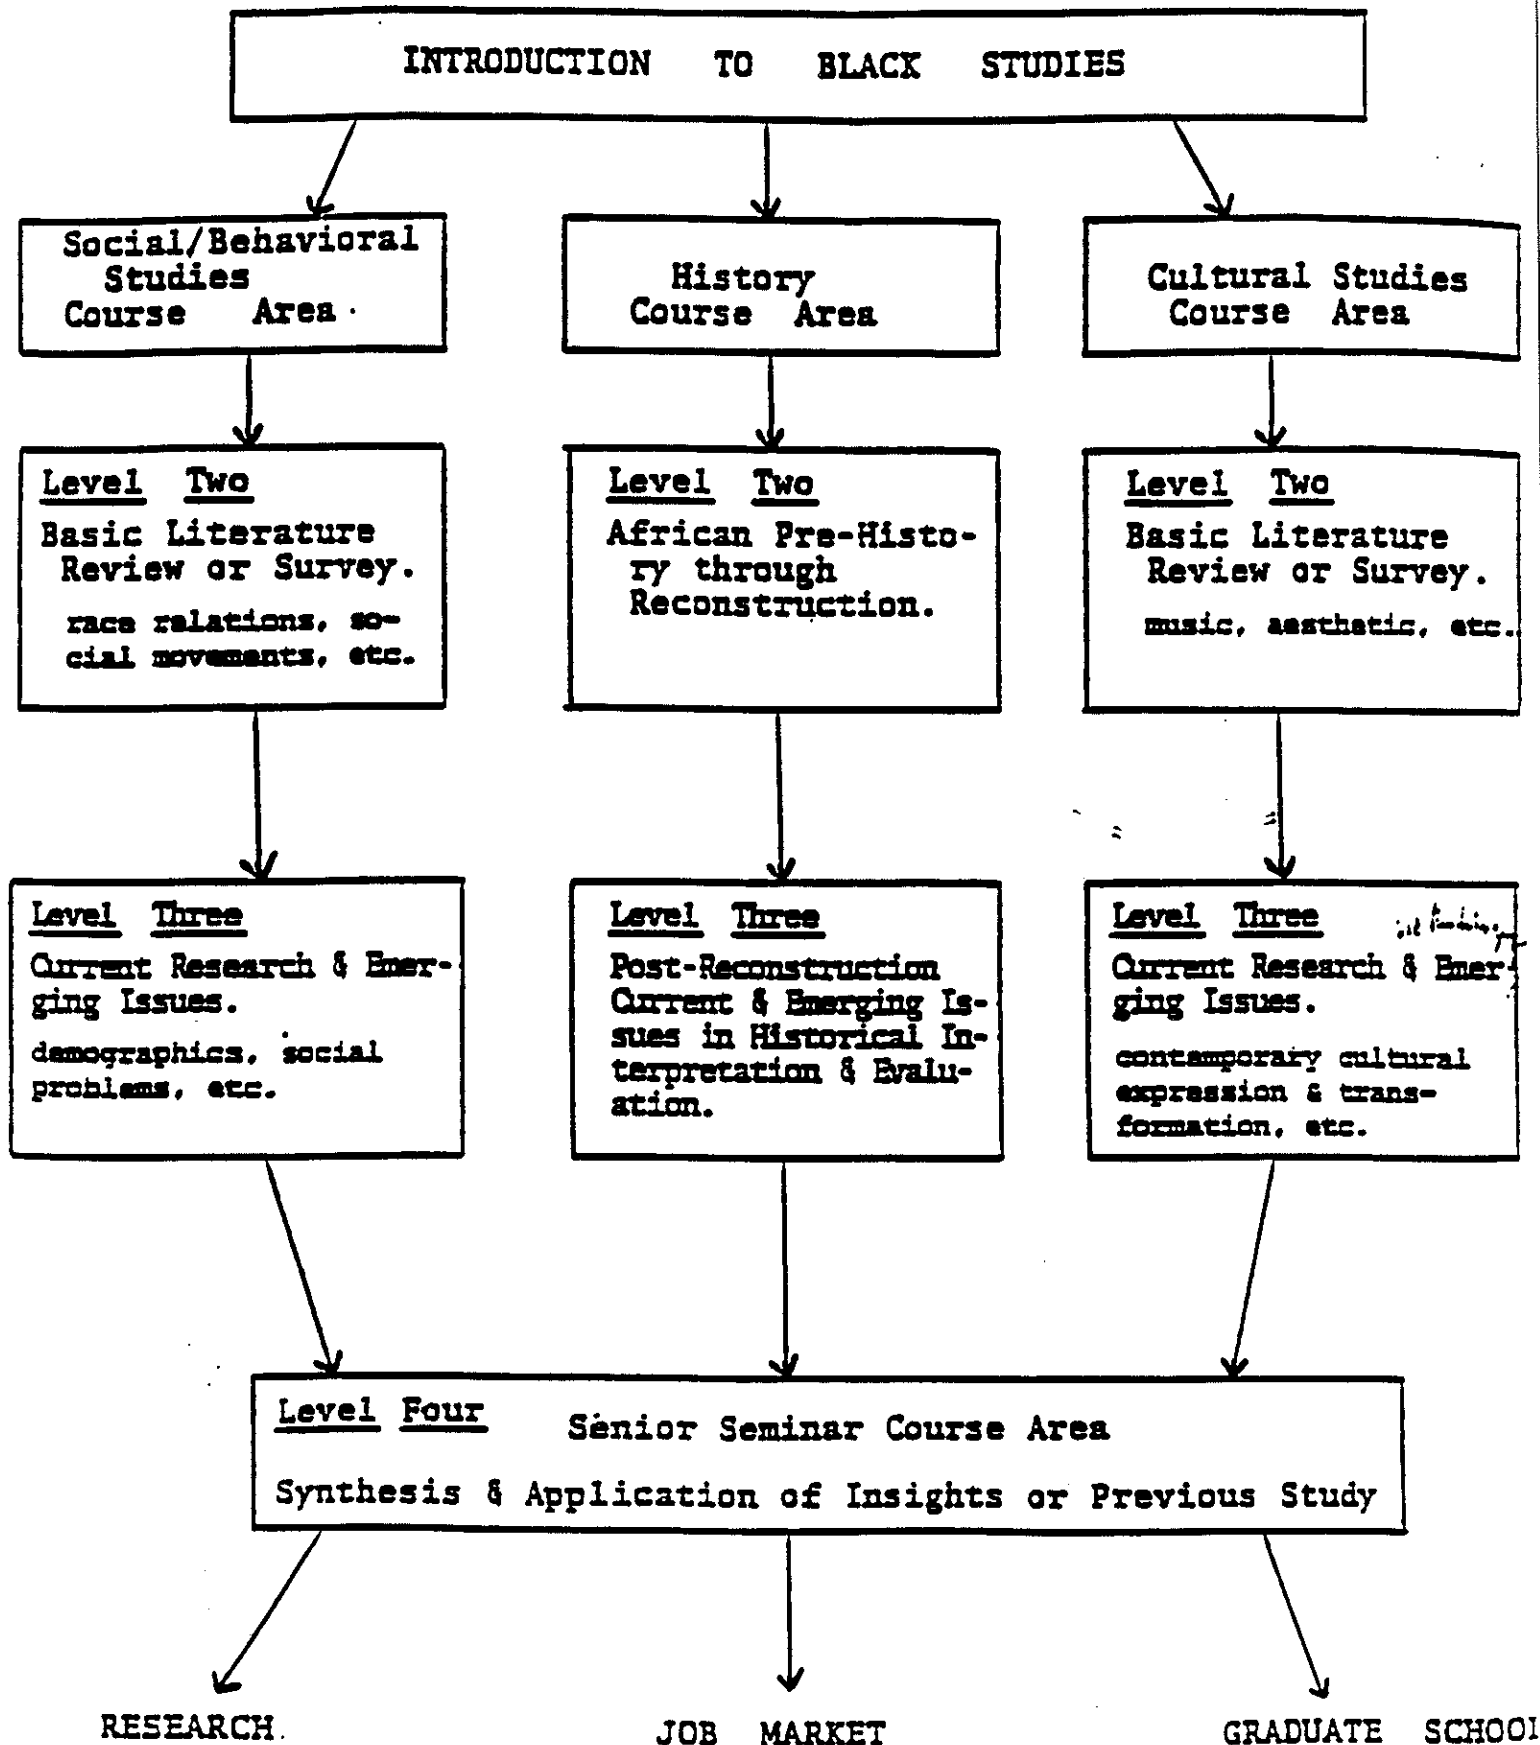 INTRODUCTION TO BLACK STUDIES
Social/Behavioral
Studies
Course Area
History
Course Area
Cultural Studies
Course Area
Level Two
Basic Literature
Review or Survey.
race relations, so-
cial movements, etc.
Level Two
African Pre-Histo-
ry through
Reconstruction.
Level Two
Basic Literature
Review or Survey.
music, aesthetic, etc.
Level Three
Current Research & Emer-
ging Issues.
demographics, social
problems, etc.
Level Three
Post-Reconstruction
Current & Emerging Is-
sues in Historical In-
terpretation & Evalu-
ation.
Level Three
Current Research & Emer-
ging Issues.
contemporary cultural
expression & trans-
formation, etc.
Level Four Senior Seminar Course Area
Synthesis & Application of Insights or Previous Study
RESEARCH
JOB MARKET
GRADUATE SCHOOL